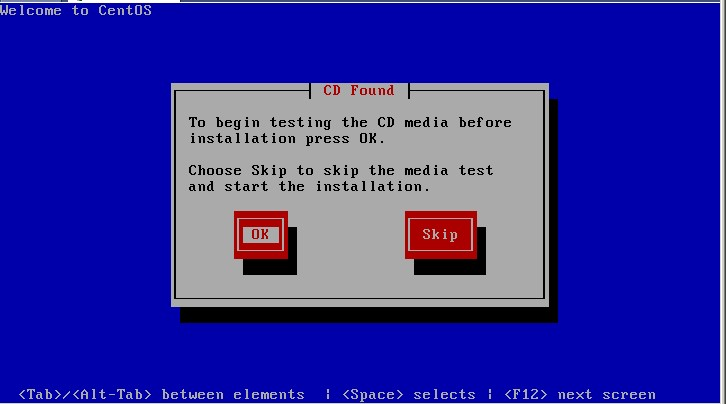 Welcome to CentOS
CD Found
To begin testing the CD media before
installation press OK.
Choose Skip to skip the media test
and start the installation.
OK Skip
<Tab>/<Alt-Tab> between elements | <Space> selects | <F12> next screen